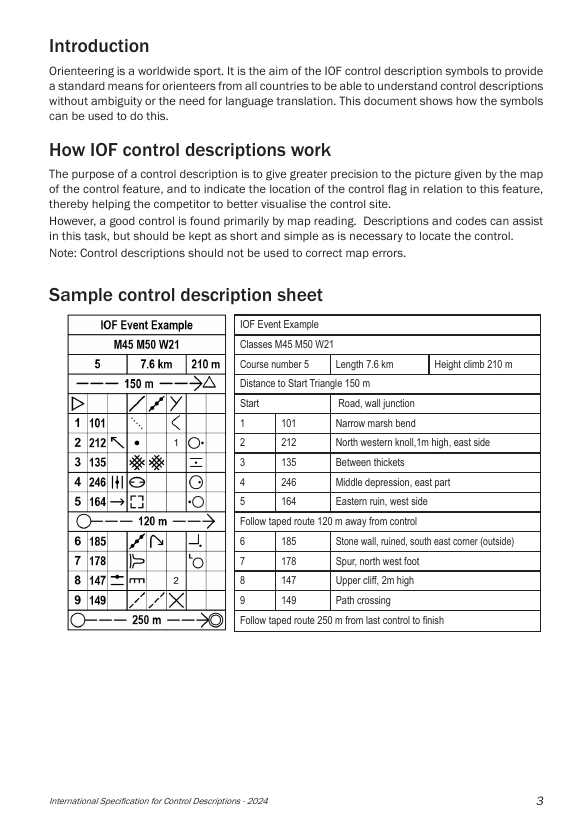 Introduction
Orienteering is a worldwide sport. It is the aim of the IOF control description symbols to provide
a standard means for orienteers from all countries to be able to understand control descriptions
without ambiguity or the need for language translation. This document shows how the symbols
can be used to do this.
How IOF control descriptions work
The purpose of a control description is to give greater precision to the picture given by the map
of the control feature, and to indicate the location of the control flag in relation to this feature,
thereby helping the competitor to better visualise the control site.
However, a good control is found primarily by map reading.  Descriptions and codes can assist
in this task, but should be kept as short and simple as is necessary to locate the control.
Note: Control descriptions should not be used to correct map errors.
Sample control description sheet
IOF Event Example
M45 M50 W21
5 7.6 km 210 m
150 m
1 101
2 212 1
3 135
4 246
5 164
120 m
6 185
7 178
8 147 2
9 149
250 m
IOF Event Example
Classes M45 M50 W21
Course number 5 Length 7.6 km Height climb 210 m
Distance to Start Triangle 150 m
Start Road, wall junction
1 101 Narrow marsh bend
2 212 North western knoll,1m high, east side
3 135 Between thickets
4 246 Middle depression, east part
5 164 Eastern ruin, west side
Follow taped route 120 m away from control
6 185 Stone wall, ruined, south east corner (outside)
7 178 Spur, north west foot
8 147 Upper cliff, 2m high
9 149 Path crossing
Follow taped route 250 m from last control to finish
International Specification for Control Descriptions - 2024
3